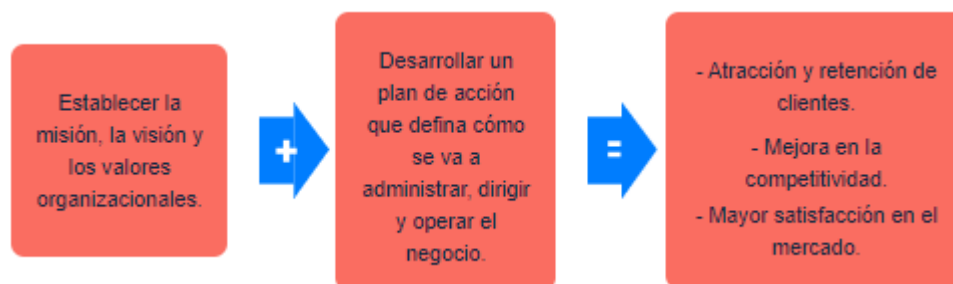 Establecer la
misión, la visión y
los valores
organizacionales.
+
Desarrollar un
plan de acción
que defina cómo
se va a
administrar, dirigir
y operar el
negocio.
=
- Atracción y retención de
clientes.
- Mejora en la
competitividad.
- Mayor satisfacción en el
mercado.